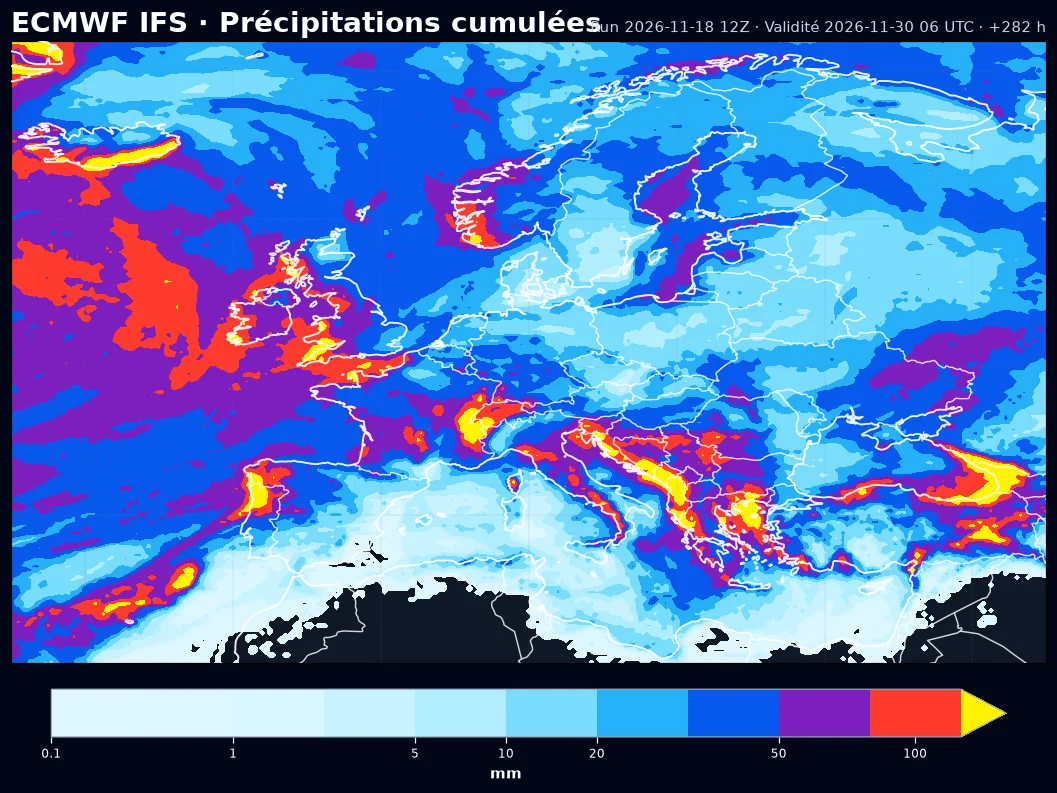 ECMWF IFS · Précipitations cumulées
Run 2026-11-18 12Z · Validité 2026-11-30 06 UTC · +282 h
0.1 1 5 10 20 50 100
mm